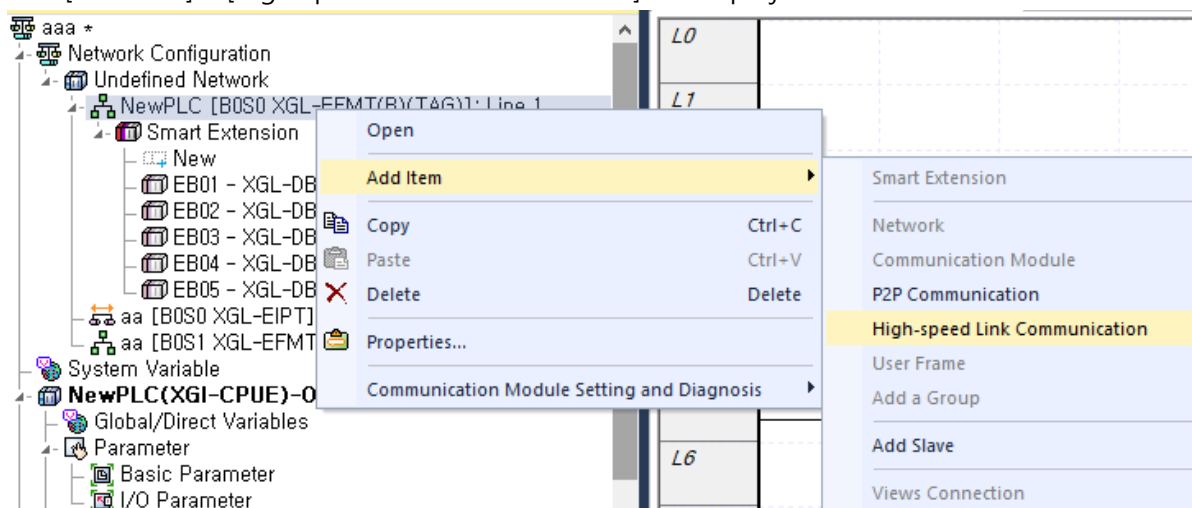 aaa *
Network Configuration
Undefined Network
NewPLC [B0S0 XGL-EFMT(B)(TAG)]: Line 1
Smart Extension
New
EB01 - XGL-DB
EB02 - XGL-DB
EB03 - XGL-DB
EB04 - XGL-DB
EB05 - XGL-DB
aa [B0S0 XGL-EIPT]
aa [B0S1 XGL-EFMT
System Variable
NewPLC(XGI-CPUE)-O
Global/Direct Variables
Parameter
Basic Parameter
I/O Parameter
Open
Add Item
Copy Ctrl+C
Paste Ctrl+V
Delete Delete
Properties...
Communication Module Setting and Diagnosis
Smart Extension
Network
Communication Module
P2P Communication
High-speed Link Communication
User Frame
Add a Group
Add Slave
Views Connection
L0
L1
L6